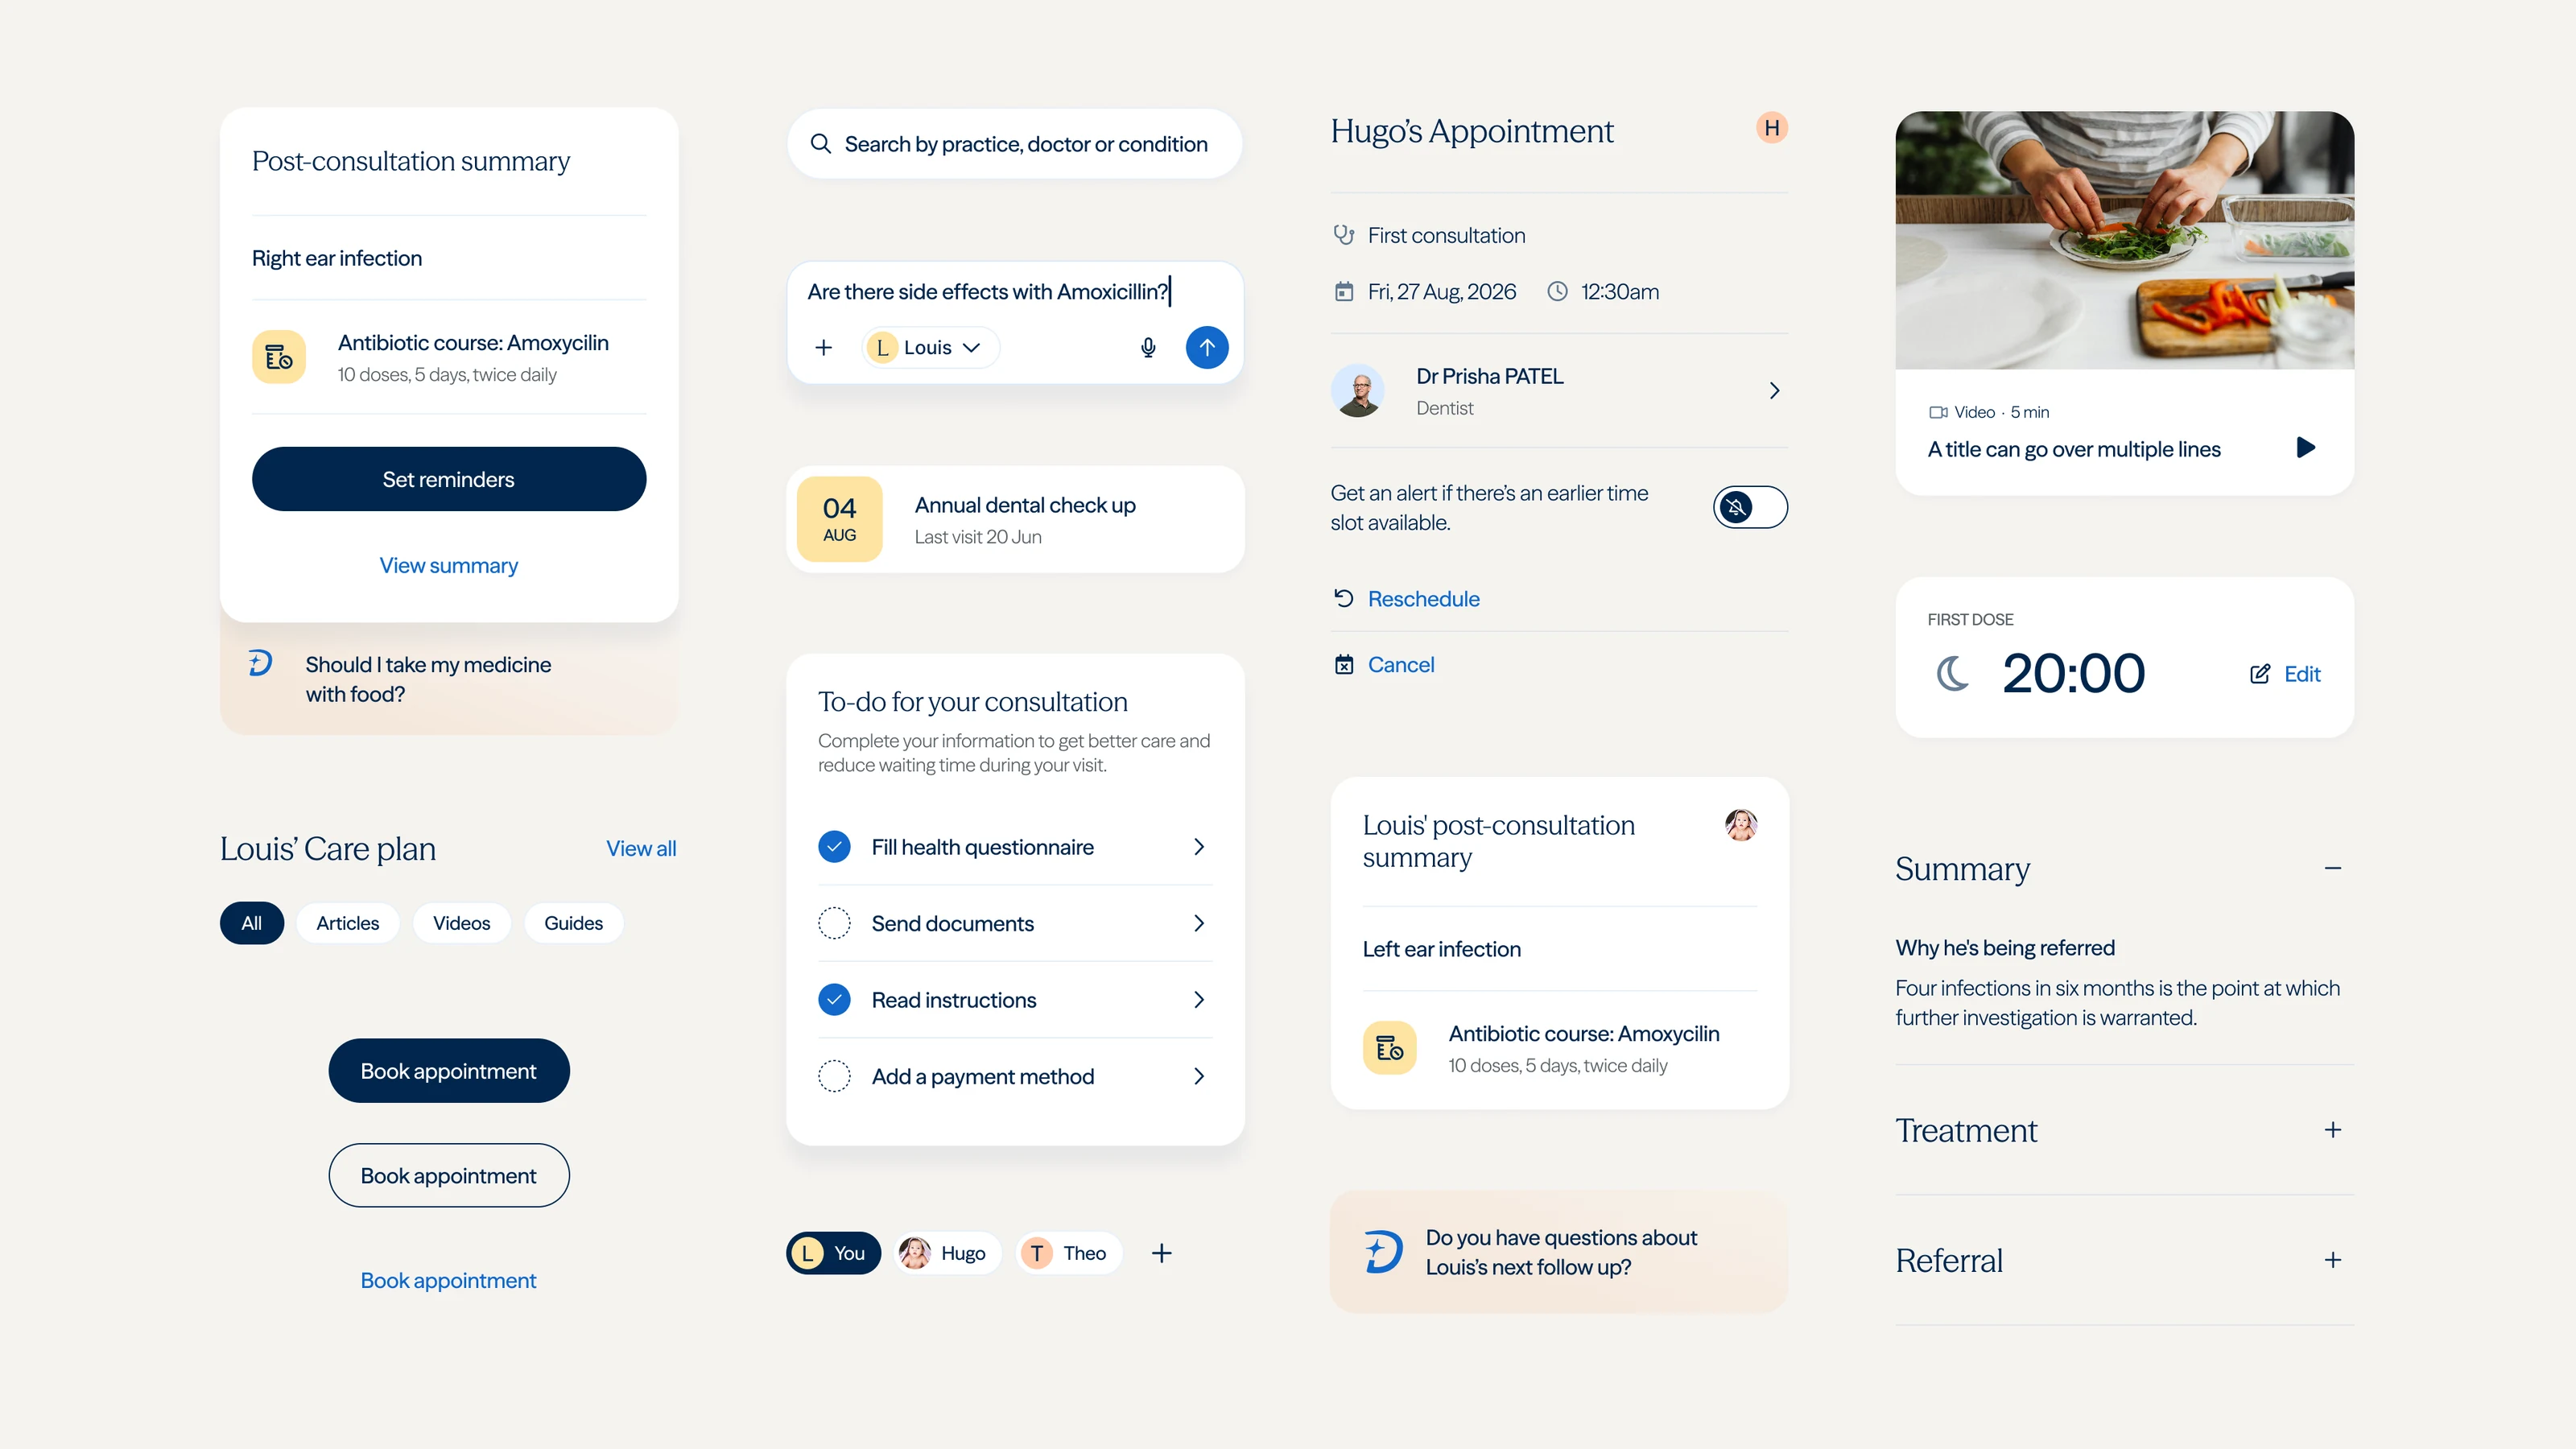 Post-consultation summary
Right ear infection
Antibiotic course: Amoxycilin
10 doses, 5 days, twice daily
Set reminders
View summary
Should I take my medicine
with food?
Louis’ Care plan
View all
All
Articles
Videos
Guides
Book appointment
Book appointment
Book appointment
Search by practice, doctor or condition
Are there side effects with Amoxicillin?
L
Louis
04
AUG
Annual dental check up
Last visit 20 Jun
To-do for your consultation
Complete your information to get better care and
reduce waiting time during your visit.
Fill health questionnaire
Send documents
Read instructions
Add a payment method
L
You
Hugo
T
Theo
Hugo’s Appointment
H
First consultation
Fri, 27 Aug, 2026
12:30am
Dr Prisha PATEL
Dentist
Get an alert if there’s an earlier time
slot available.
Reschedule
Cancel
Louis' post-consultation
summary
Left ear infection
Antibiotic course: Amoxycilin
10 doses, 5 days, twice daily
D
Do you have questions about
Louis’s next follow up?
Video · 5 min
A title can go over multiple lines
FIRST DOSE
20:00
Edit
Summary
Why he's being referred
Four infections in six months is the point at which
further investigation is warranted.
Treatment
Referral